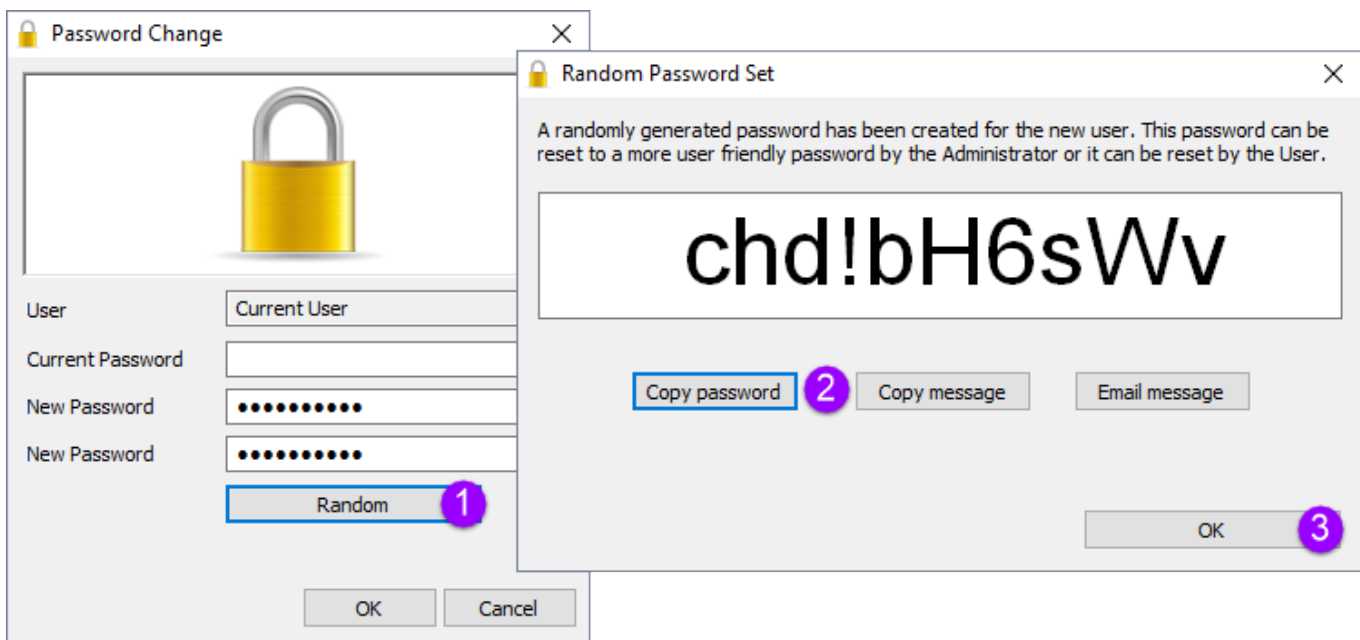 Password Change
User
Current User
Current Password
New Password
••••••••••
New Password
••••••••••
Random
1
OK
Cancel
Random Password Set
A randomly generated password has been created for the new user. This password can be
reset to a more user friendly password by the Administrator or it can be reset by the User.
chd!bH6sWv
Copy password
2
Copy message
Email message
OK
3